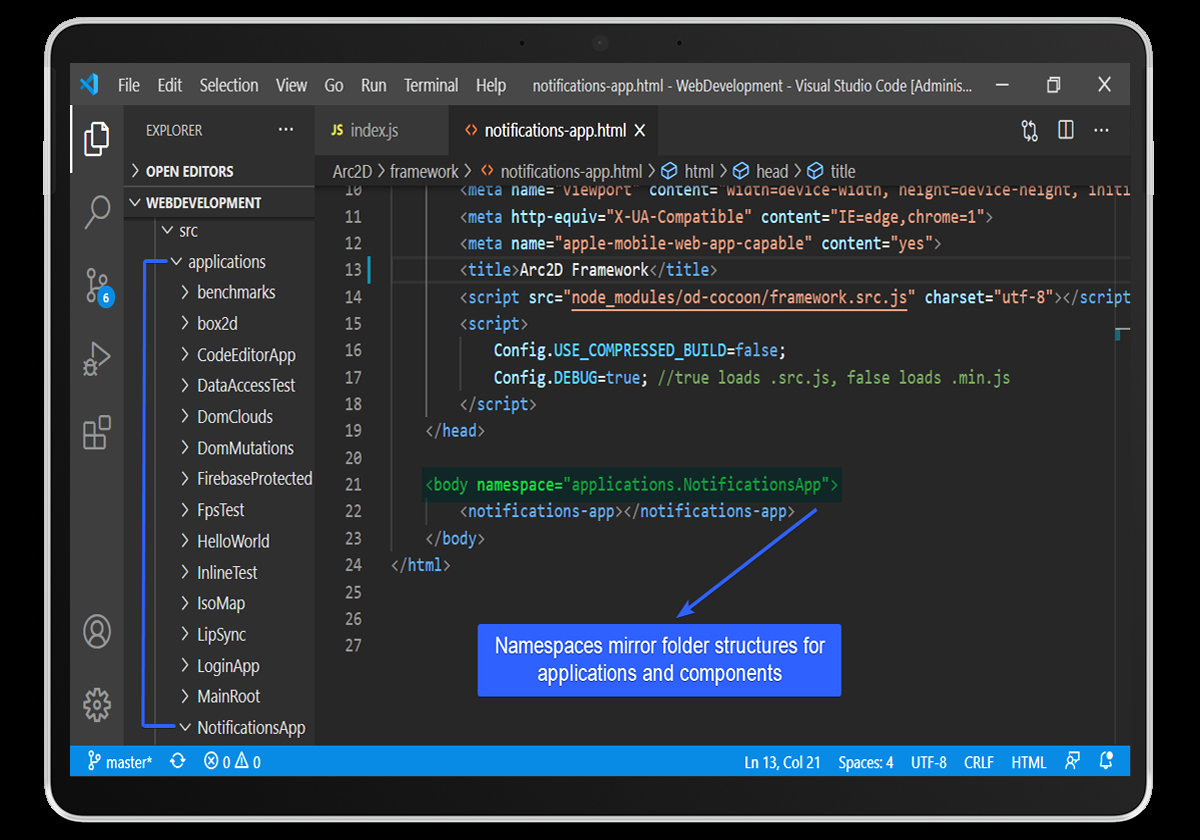 File Edit Selection View Go Run Terminal Help notifications-app.html - WebDevelopment - Visual Studio Code [Adminis...
EXPLORER ···
JS index.js
notifications-app.html
OPEN EDITORS
Arc2D > framework > notifications-app.html > html > head > title
WEBDEVELOPMENT
src
applications
benchmarks
box2d
CodeEditorApp
DataAccessTest
DomClouds
DomMutations
FirebaseProtected
FpsTest
HelloWorld
InlineTest
IsoMap
LipSync
LoginApp
MainRoot
NotificationsApp
6
10 <meta name="viewport" content="width=device-width, height=device-height, initi
11 <meta http-equiv="X-UA-Compatible" content="IE=edge,chrome=1">
12 <meta name="apple-mobile-web-app-capable" content="yes">
13 <title>Arc2D Framework</title>
14 <script src="node_modules/od-cocoon/framework.src.js" charset="utf-8"></script
15 <script>
16 Config.USE_COMPRESSED_BUILD=false;
17 Config.DEBUG=true; //true loads .src.js, false loads .min.js
18 </script>
19 </head>
20
21 <body namespace="applications.NotificationsApp">
22 <notifications-app></notifications-app>
23 </body>
24 </html>
25
26
27
Namespaces mirror folder structures for
applications and components
master* 0 0 Ln 13, Col 21 Spaces: 4 UTF-8 CRLF HTML